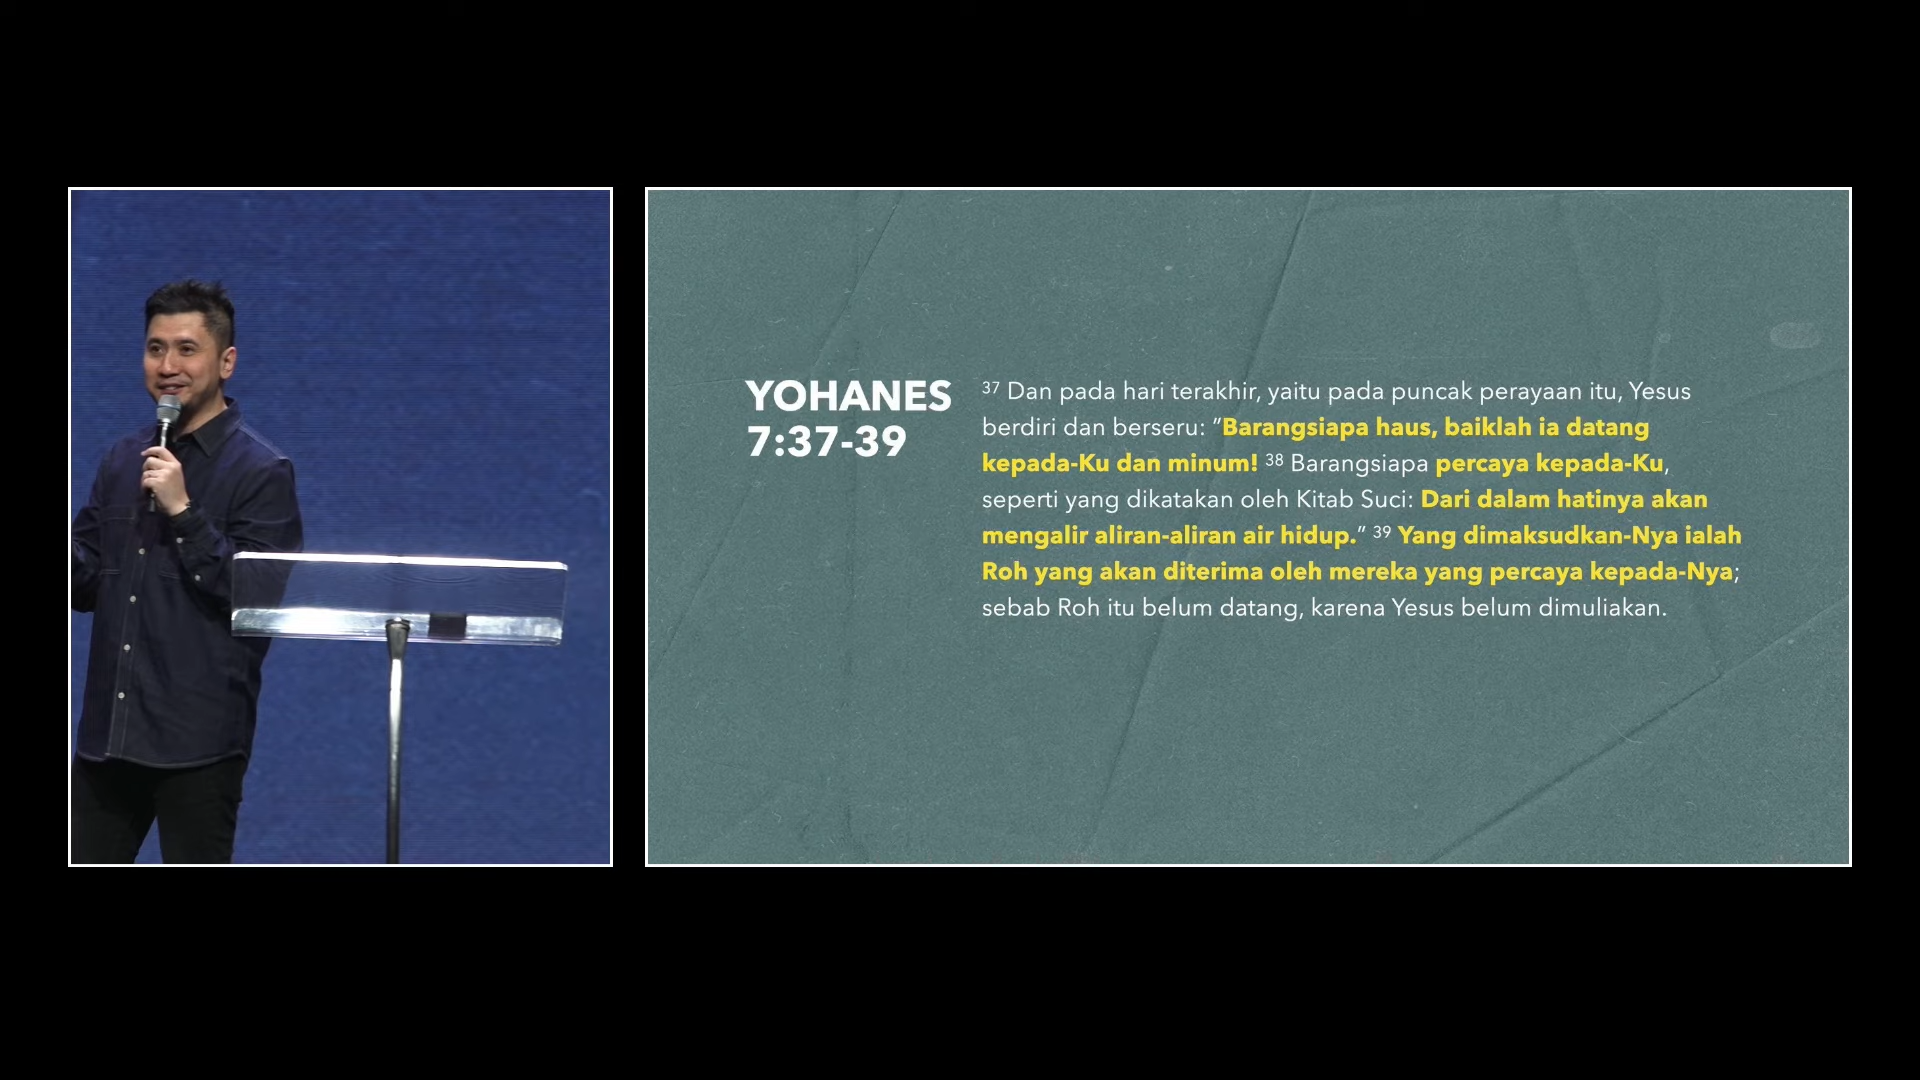 YOHANES
7:37-39
37 Dan pada hari terakhir, yaitu pada puncak perayaan itu, Yesus
berdiri dan berseru: "Barangsiapa haus, baiklah ia datang
kepada-Ku dan minum! 38 Barangsiapa percaya kepada-Ku,
seperti yang dikatakan oleh Kitab Suci: Dari dalam hatinya akan
mengalir aliran-aliran air hidup." 39 Yang dimaksudkan-Nya ialah
Roh yang akan diterima oleh mereka yang percaya kepada-Nya;
sebab Roh itu belum datang, karena Yesus belum dimuliakan.